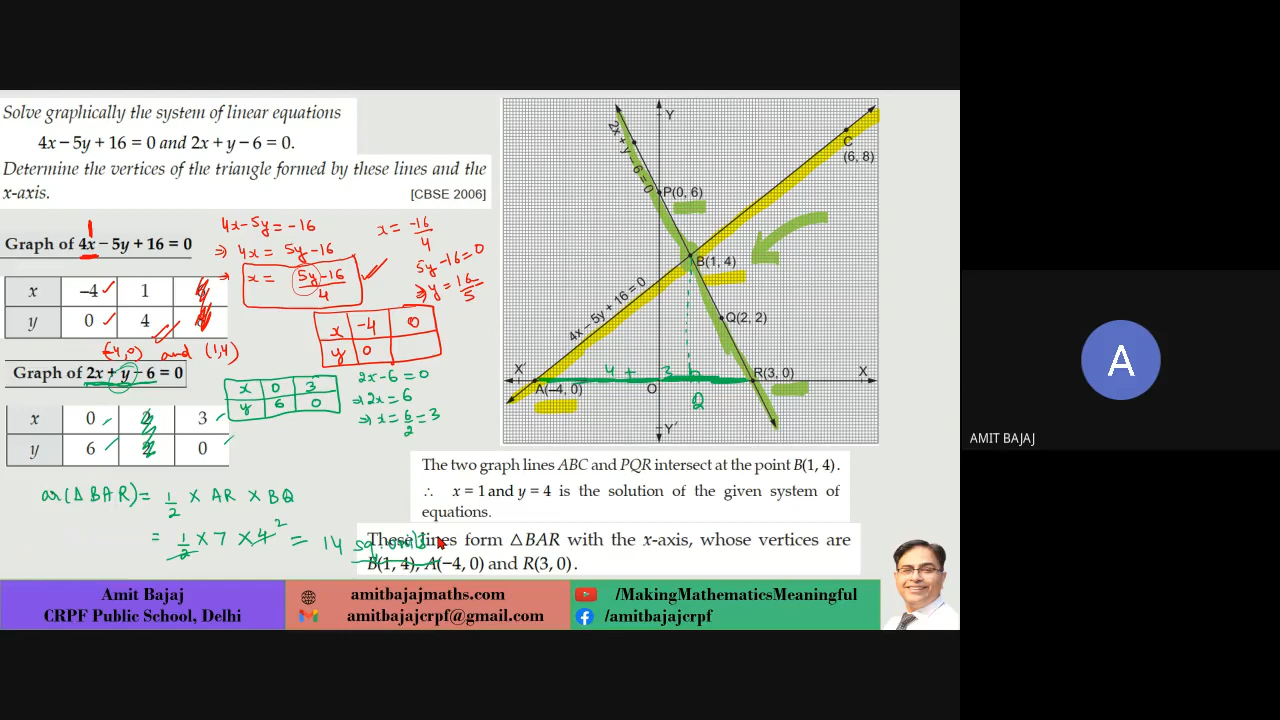 Solve graphically the system of linear equations
4x − 5y + 16 = 0 and 2x + y − 6 = 0.
Determine the vertices of the triangle formed by these lines and the
x-axis. [CBSE 2006]
Graph of 4x − 5y + 16 = 0
x −4 1
y 0 4
(-4,0) and (1,4)
4x-5y = -16
⇒ 4x = 5y-16
⇒ x = 5y-16/4
x = -16/4
5y-16=0
⇒ y = 16/5
x -4 0
y 0
Graph of 2x + y − 6 = 0
x 0 2 3
y 6 2 0
x 0 3
y 6 0
2x-6=0
⇒ 2x = 6
⇒ x = 6/2 = 3
ar(△BAR) = 1/2 × AR × BQ
= 1/2 × 7 × 4 2 = 14 sq. units
Y
2x + y − 6 = 0
C
(6, 8)
P(0, 6)
B(1, 4)
4x − 5y + 16 = 0
Q(2, 2)
4 + 3
X′ A(−4, 0) O R(3, 0) X
Q
Y′
The two graph lines ABC and PQR intersect at the point B(1, 4).
∴ x = 1 and y = 4 is the solution of the given system of
equations.
These lines form △BAR with the x-axis, whose vertices are
B(1, 4), A(−4, 0) and R(3, 0).
A
AMIT BAJAJ
Amit Bajaj
CRPF Public School, Delhi
amitbajajmaths.com
amitbajajcrpf@gmail.com
/MakingMathematicsMeaningful
/amitbajajcrpf